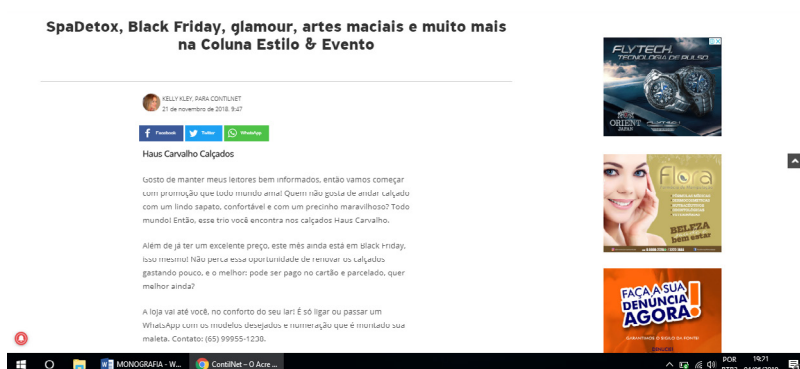 SpaDetox, Black Friday, glamour, artes maciais e muito mais
na Coluna Estilo & Evento
KELLY KLEY, PARA CONTILNET
21 de novembro de 2018, 9:47
Facebook
Twitter
WhatsApp
Haus Carvalho Calçados
Gosto de manter meus leitores bem informados, então vamos começar
com promoção que todo mundo ama! Quem não gosta de andar calçado
com um lindo sapato, confortável e com um precinho maravilhoso? Todo
mundo! Então, esse trio você encontra nos calçados Haus Carvalho.
Além de já ter um excelente preço, este mês ainda está em Black Friday,
isso mesmo! Não perca essa oportunidade de renovar os calçados
gastando pouco, e o melhor: pode ser pago no cartão e parcelado, quer
melhor ainda?
A loja vai até você, no conforto do seu lar! É só ligar ou passar um
WhatsApp com os modelos desejados e numeração que é montado sua
maleta. Contato: (65) 99955-1230.
FLYTECH.
TECNOLOGIA DE PULSO.
ORIENT
JAPAN
Flora
BELEZA
bem estar
FAÇA A SUA
DENÚNCIA
AGORA!
GARANTIMOS O SIGILO DA FONTE!
MONOGRAFIA - W...
ContilNet – O Acre ...
POR
19:21